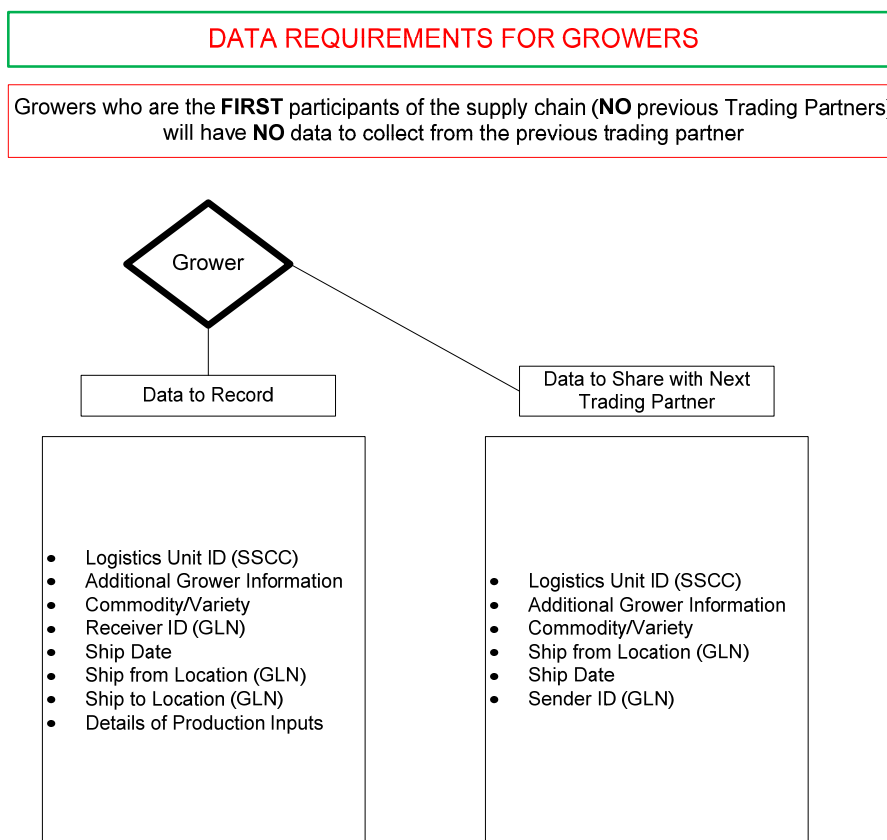 DATA REQUIREMENTS FOR GROWERS
Growers who are the FIRST participants of the supply chain (NO previous Trading Partners)
will have NO data to collect from the previous trading partner
Grower
Data to Record
Data to Share with Next
Trading Partner
• Logistics Unit ID (SSCC)
• Additional Grower Information
• Commodity/Variety
• Receiver ID (GLN)
• Ship Date
• Ship from Location (GLN)
• Ship to Location (GLN)
• Details of Production Inputs
• Logistics Unit ID (SSCC)
• Additional Grower Information
• Commodity/Variety
• Ship from Location (GLN)
• Ship Date
• Sender ID (GLN)